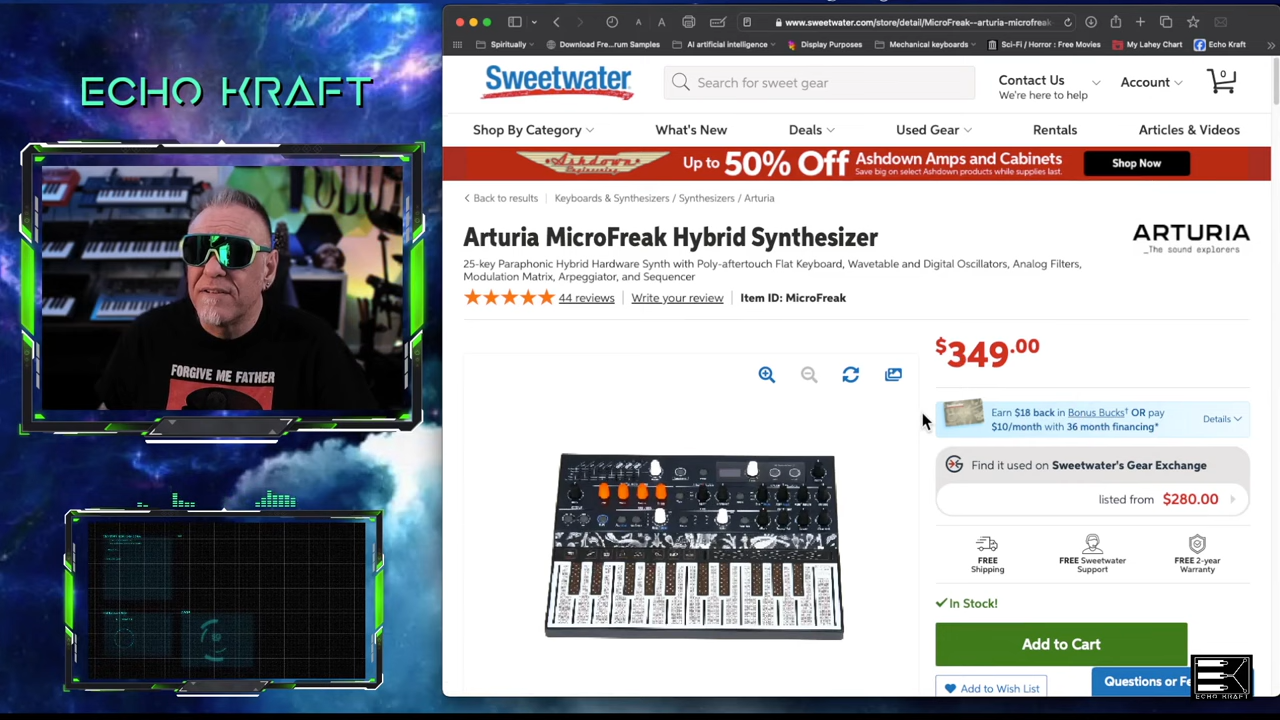 ECHO KRAFT
FORGIVE ME FATHER
www.sweetwater.com/store/detail/MicroFreak--arturia-microfreak
Spiritually
Download Fre...rum Samples
AI artificial intelligence
Display Purposes
Mechanical keyboards
Sci-Fi / Horror : Free Movies
My Lahey Chart
Echo Kraft
Sweetwater
Search for sweet gear
Contact Us
We're here to help
Account
0
Shop By Category
What's New
Deals
Used Gear
Rentals
Articles & Videos
Ashdown
Up to 50% Off
Ashdown Amps and Cabinets
Save big on select Ashdown products while supplies last.
Shop Now
Back to results
Keyboards & Synthesizers / Synthesizers / Arturia
Arturia MicroFreak Hybrid Synthesizer
ARTURIA
_The sound explorers
25-key Paraphonic Hybrid Hardware Synth with Poly-aftertouch Flat Keyboard, Wavetable and Digital Oscillators, Analog Filters,
Modulation Matrix, Arpeggiator, and Sequencer
44 reviews
Write your review
Item ID: MicroFreak
$349.00
Earn $18 back in Bonus Bucks† OR pay
$10/month with 36 month financing*
Details
Find it used on Sweetwater's Gear Exchange
listed from $280.00
FREE
Shipping
FREE Sweetwater
Support
FREE 2-year
Warranty
In Stock!
Add to Cart
Add to Wish List
Questions or Fe
ECHO KRAFT